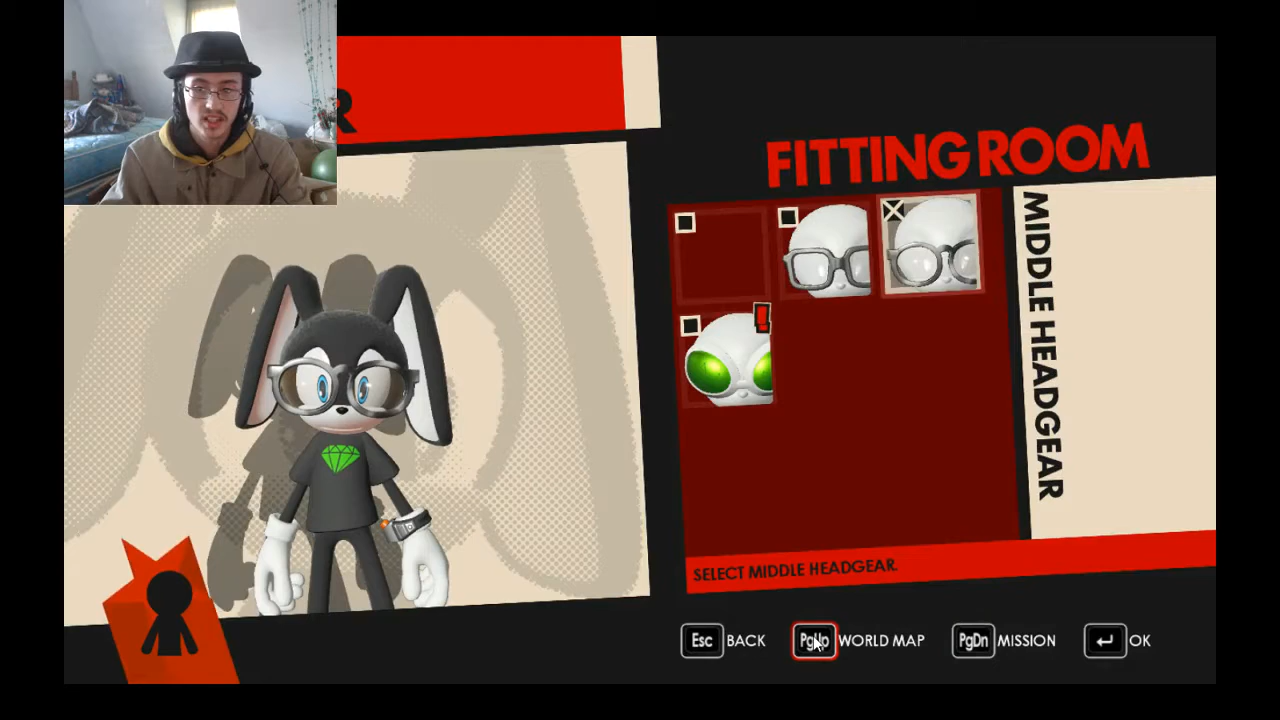 R
FITTING ROOM
MIDDLE HEADGEAR
SELECT MIDDLE HEADGEAR.
Esc BACK PgUp WORLD MAP PgDn MISSION ↵ OK